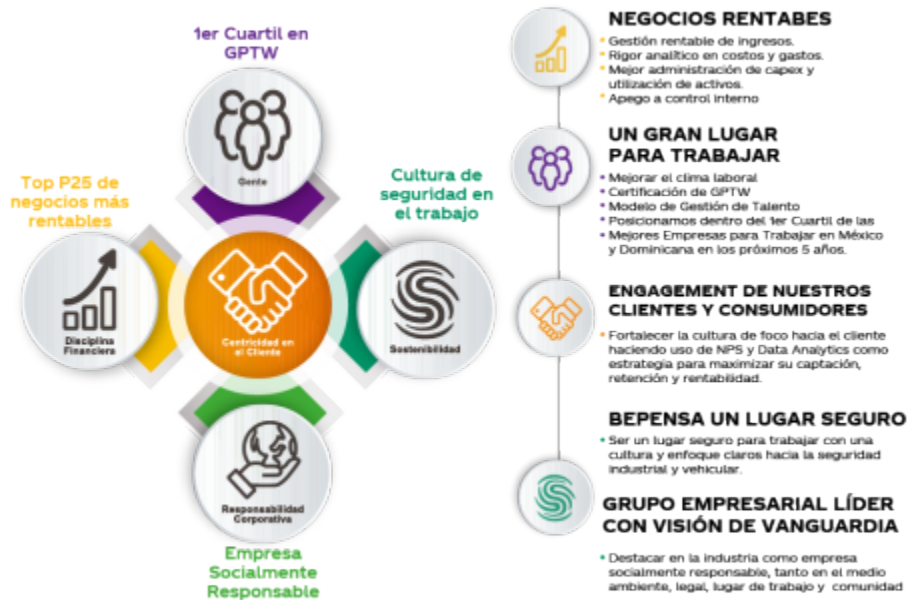 1er Cuartil en
GPTW
Gente
Top P25 de
negocios más
rentables
Disciplina
Financiera
Centricidad en
el Cliente
Cultura de
seguridad en
el trabajo
Sostenibilidad
Responsabilidad
Corporativa
Empresa
Socialmente
Responsable
NEGOCIOS RENTABES
• Gestión rentable de ingresos.
• Rigor analítico en costos y gastos.
• Mejor administración de capex y
utilización de activos.
• Apego a control interno
UN GRAN LUGAR
PARA TRABAJAR
• Mejorar el clima laboral
• Certificación de GPTW
• Modelo de Gestión de Talento
• Posicionamos dentro del 1er Cuartil de las
• Mejores Empresas para Trabajar en México
y Dominicana en los próximos 5 años.
ENGAGEMENT DE NUESTROS
CLIENTES Y CONSUMIDORES
• Fortalecer la cultura de foco hacia el cliente
haciendo uso de NPS y Data Analytics como
estrategia para maximizar su captación,
retención y rentabilidad.
BEPENSA UN LUGAR SEGURO
• Ser un lugar seguro para trabajar con una
cultura y enfoque claros hacia la seguridad
industrial y vehicular.
GRUPO EMPRESARIAL LÍDER
CON VISIÓN DE VANGUARDIA
• Destacar en la industria como empresa
socialmente responsable, tanto en el medio
ambiente, legal, lugar de trabajo y comunidad